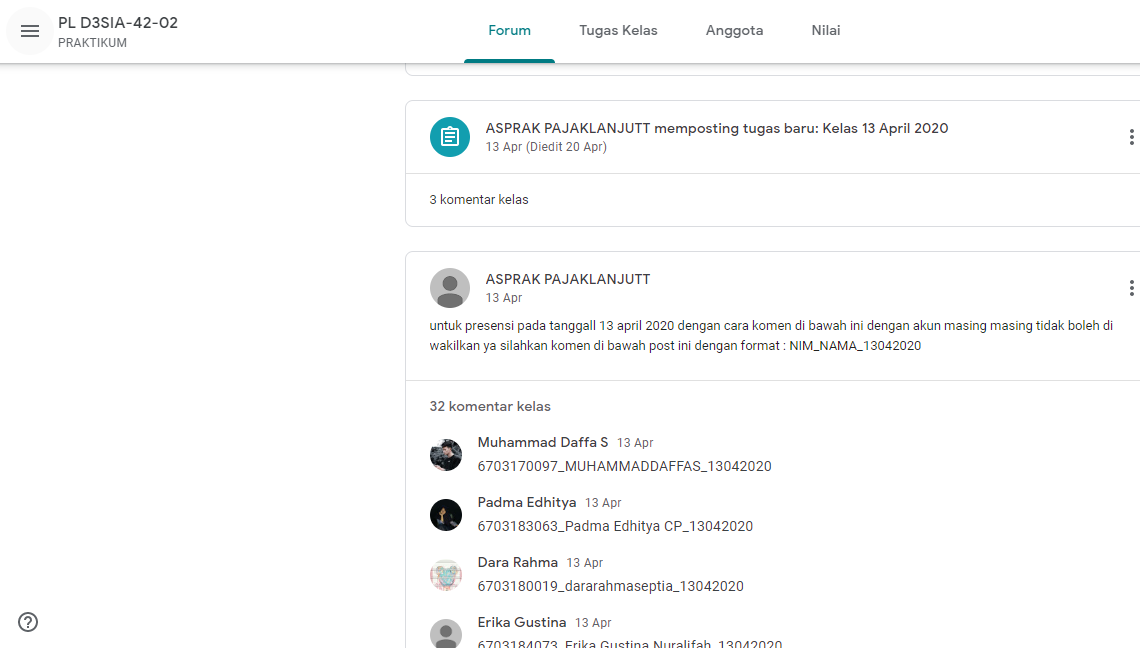 PL D3SIA-42-02
PRAKTIKUM
Forum
Tugas Kelas
Anggota
Nilai
ASPRAK PAJAKLANJUTT memposting tugas baru: Kelas 13 April 2020
13 Apr (Diedit 20 Apr)
3 komentar kelas
ASPRAK PAJAKLANJUTT
13 Apr
untuk presensi pada tanggall 13 april 2020 dengan cara komen di bawah ini dengan akun masing masing tidak boleh di
wakilkan ya silahkan komen di bawah post ini dengan format : NIM_NAMA_13042020
32 komentar kelas
Muhammad Daffa S 13 Apr
6703170097_MUHAMMADDAFFAS_13042020
Padma Edhitya 13 Apr
6703183063_Padma Edhitya CP_13042020
Dara Rahma 13 Apr
6703180019_dararahmaseptia_13042020
Erika Gustina 13 Apr
6703184073_Erika Gustina Nuralifah_13042020